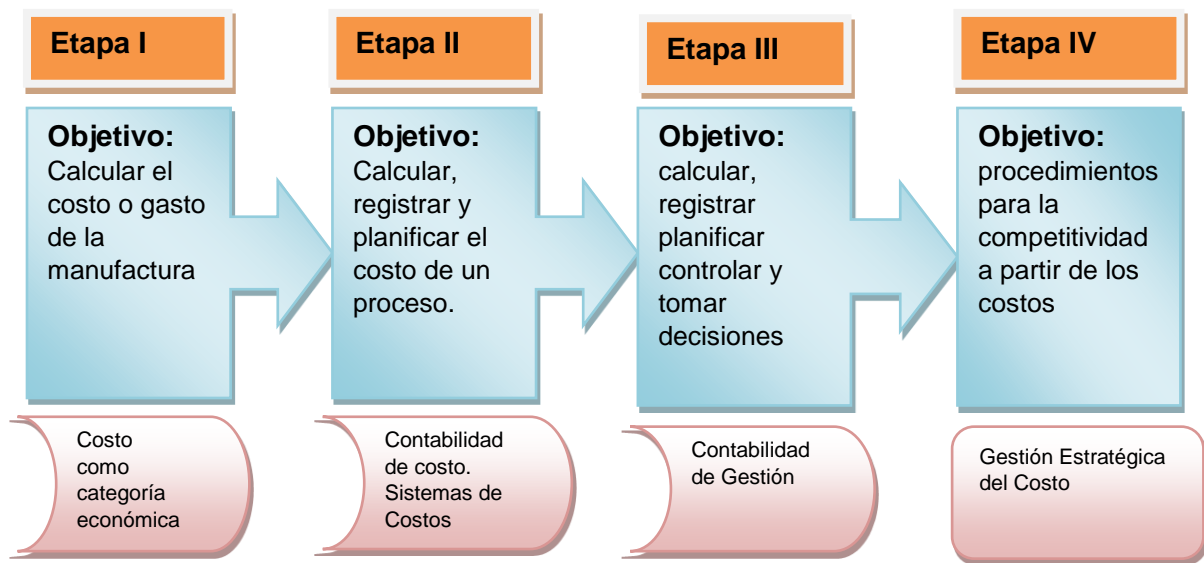 Etapa I
Etapa II
Etapa III
Etapa IV
Objetivo:
Calcular el
costo o gasto
de la
manufactura
Objetivo:
Calcular,
registrar y
planificar el
costo de un
proceso.
Objetivo:
calcular,
registrar
planificar
controlar y
tomar
decisiones
Objetivo:
procedimientos
para la
competitividad
a partir de los
costos
Costo
como
categoría
económica
Contabilidad
de costo.
Sistemas de
Costos
Contabilidad
de Gestión
Gestión Estratégica
del Costo